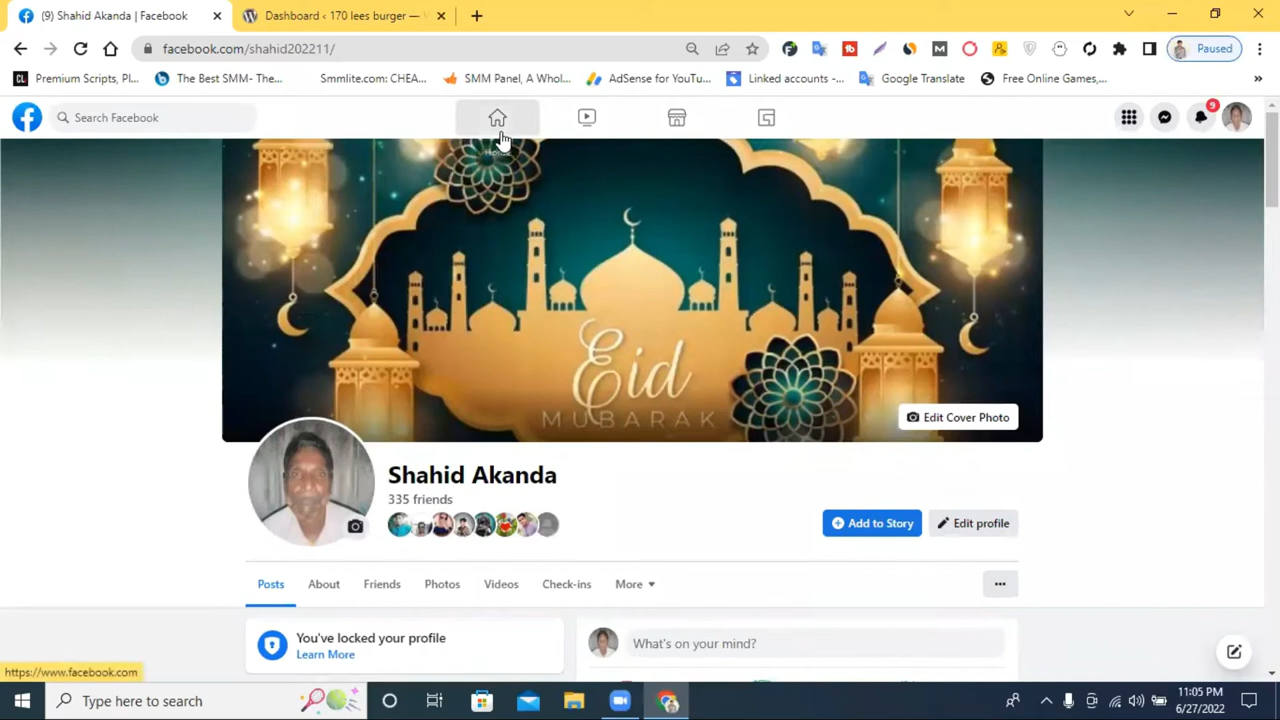 (9) Shahid Akanda | Facebook
Dashboard ‹ 170 lees burger —
facebook.com/shahid202211/
Paused
Premium Scripts, Pl...
The Best SMM- The...
Smmlite.com: CHEA...
SMM Panel, A Whol...
AdSense for YouTu...
Linked accounts -...
Google Translate
Free Online Games,...
»
Search Facebook
9
Home
Eid
MUBARAK
Edit Cover Photo
Shahid Akanda
335 friends
Add to Story
Edit profile
Posts
About
Friends
Photos
Videos
Check-ins
More
You've locked your profile
Learn More
What's on your mind?
https://www.facebook.com
Type here to search
11:05 PM
6/27/2022